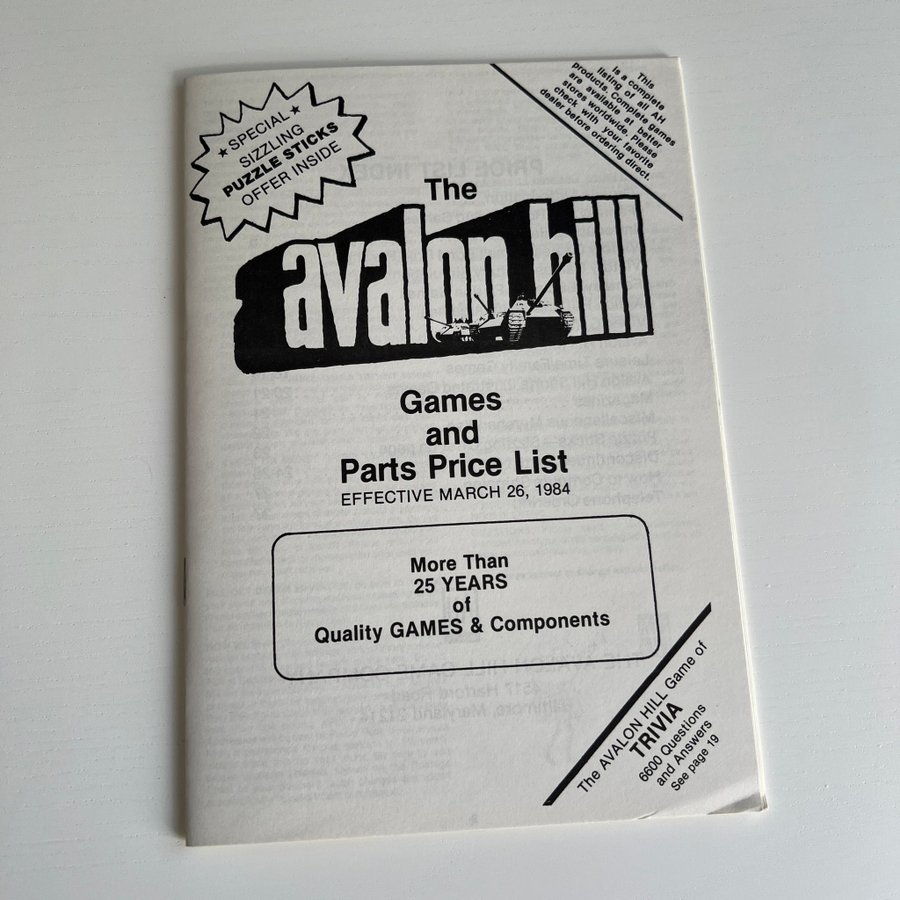 ★ SPECIAL ★
SIZZLING
PUZZLE STICKS
OFFER INSIDE
This
is a complete
listing of all AH
products. Complete games
are available at better
stores worldwide. Please
check with your favorite
dealer before ordering direct.
The
avalon hill
Games
and
Parts Price List
EFFECTIVE MARCH 26, 1984
More Than
25 YEARS
of
Quality GAMES & Components
The AVALON HILL Game of
TRIVIA
6600 Questions
and Answers
See page 19